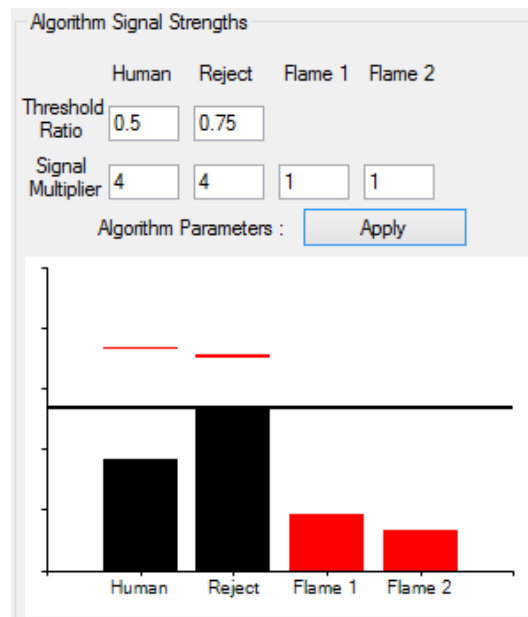 Algorithm Signal Strengths
Human Reject Flame 1 Flame 2
Threshold
Ratio 0.5 0.75
Signal
Multiplier 4 4 1 1
Algorithm Parameters : Apply
Human Reject Flame 1 Flame 2